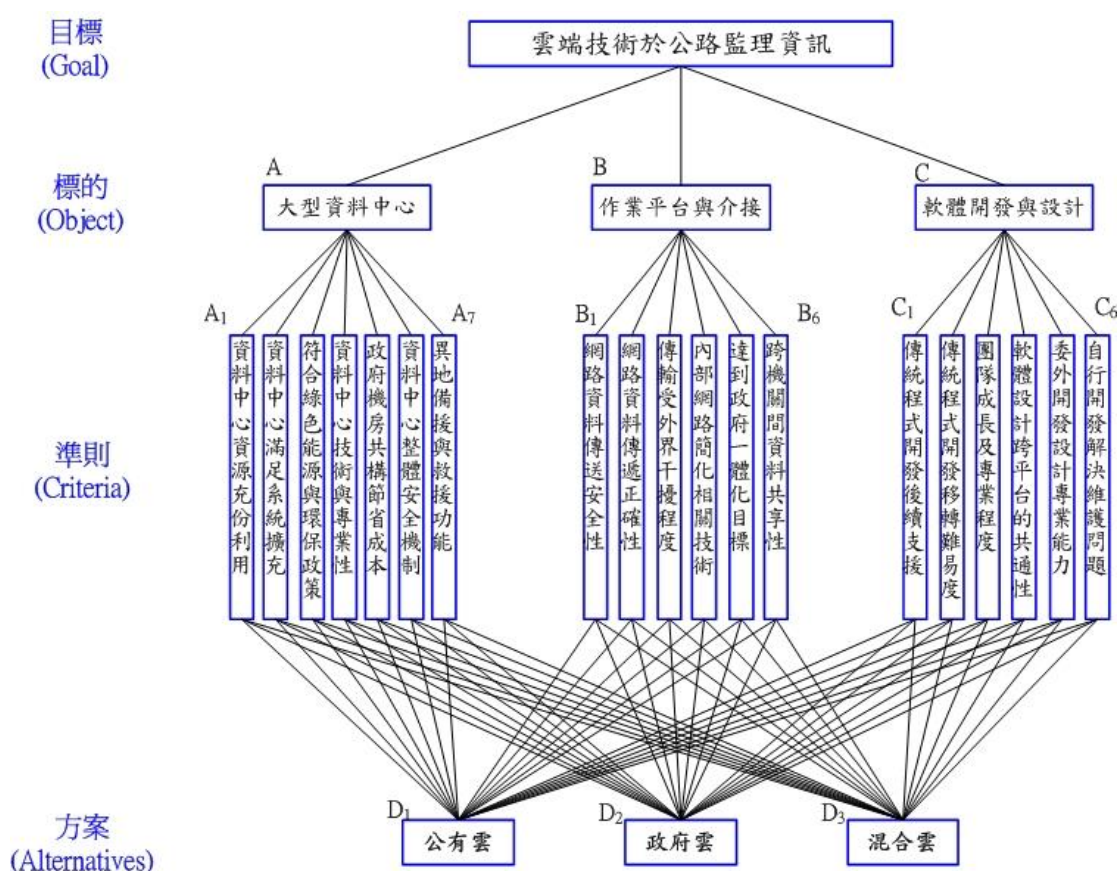 目標
(Goal)
雲端技術於公路監理資訊
標的
(Object)
A
大型資料中心
B
作業平台與介接
C
軟體開發與設計
準則
(Criteria)
A1
A7
資料中心資源充份利用
資料中心滿足系統擴充
符合綠色能源與環保政策
資料中心技術與專業性
政府機房共構節省成本
資料中心整體安全機制
異地備援與救援功能
B1
B6
網路資料傳送安全性
網路資料傳遞正確性
傳輸受外界干擾程度
內部網路簡化相關技術
達到政府一體化目標
跨機關間資料共享性
C1
C6
傳統程式開發後續支援
傳統程式開發移轉難易度
團隊成長及專業程度
軟體設計跨平台的共通性
委外開發設計專業能力
自行開發解決維護問題
方案
(Alternatives)
D1
公有雲
D2
政府雲
D3
混合雲